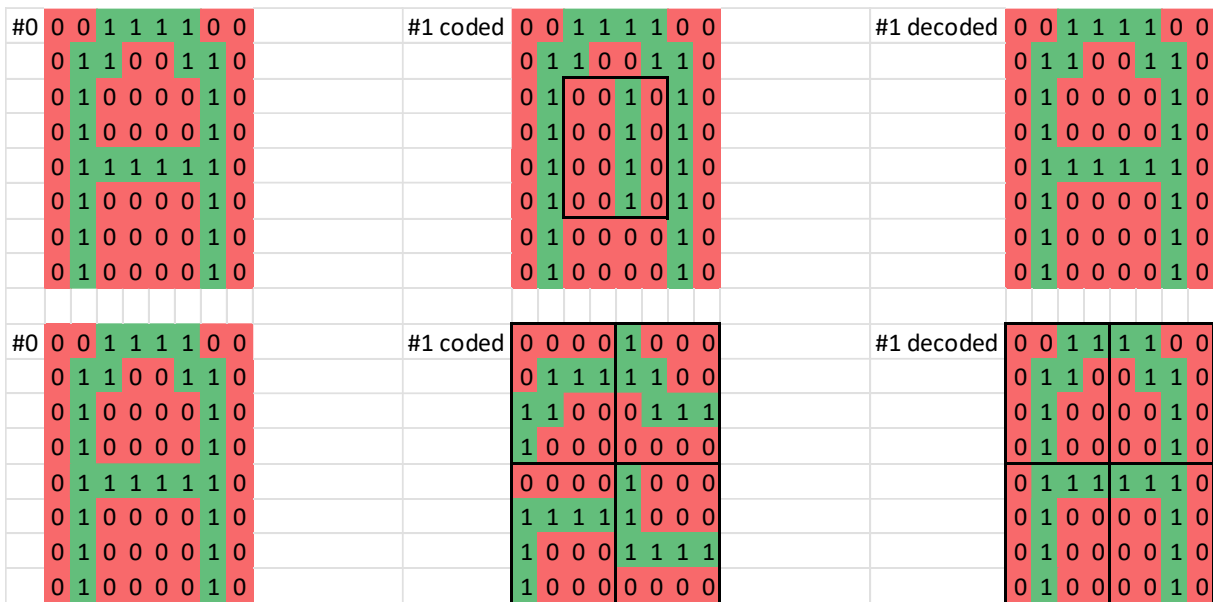 #0 0 0 1 1 1 1 0 0 #1 coded 0 0 1 1 1 1 0 0 #1 decoded 0 0 1 1 1 1 0 0
0 1 1 0 0 1 1 0 0 1 1 0 0 1 1 0 0 1 1 0 0 1 1 0
0 1 0 0 0 0 1 0 0 1 0 0 1 0 1 0 0 1 0 0 0 0 1 0
0 1 0 0 0 0 1 0 0 1 0 0 1 0 1 0 0 1 0 0 0 0 1 0
0 1 1 1 1 1 1 0 0 1 0 0 1 0 1 0 0 1 1 1 1 1 1 0
0 1 0 0 0 0 1 0 0 1 0 0 1 0 1 0 0 1 0 0 0 0 1 0
0 1 0 0 0 0 1 0 0 1 0 0 0 0 1 0 0 1 0 0 0 0 1 0
0 1 0 0 0 0 1 0 0 1 0 0 0 0 1 0 0 1 0 0 0 0 1 0
#0 0 0 1 1 1 1 0 0 #1 coded 0 0 0 0 1 0 0 0 #1 decoded 0 0 1 1 1 1 0 0
0 1 1 0 0 1 1 0 0 1 1 1 1 1 0 0 0 1 1 0 0 1 1 0
0 1 0 0 0 0 1 0 1 1 0 0 0 1 1 1 0 1 0 0 0 0 1 0
0 1 0 0 0 0 1 0 1 0 0 0 0 0 0 0 0 1 0 0 0 0 1 0
0 1 1 1 1 1 1 0 0 0 0 0 1 0 0 0 0 1 1 1 1 1 1 0
0 1 0 0 0 0 1 0 1 1 1 1 1 0 0 0 0 1 0 0 0 0 1 0
0 1 0 0 0 0 1 0 1 0 0 0 1 1 1 1 0 1 0 0 0 0 1 0
0 1 0 0 0 0 1 0 1 0 0 0 0 0 0 0 0 1 0 0 0 0 1 0